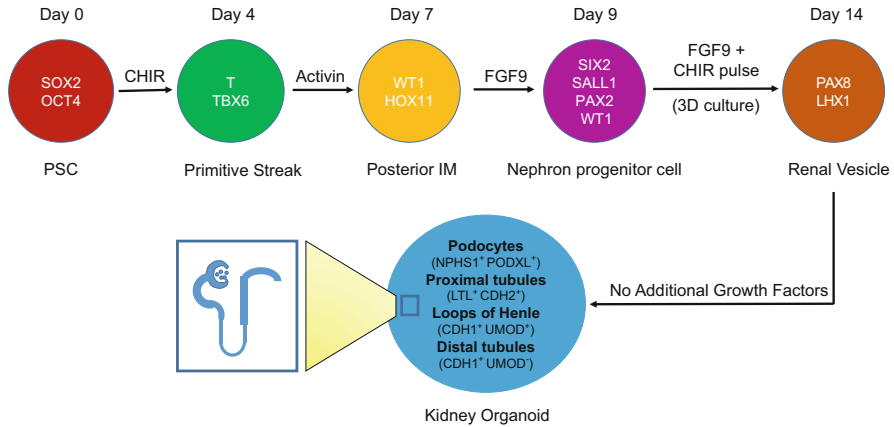 Day 0
Day 4
Day 7
Day 9
Day 14
SOX2
OCT4
CHIR
T
TBX6
Activin
WT1
HOX11
FGF9
SIX2
SALL1
PAX2
WT1
FGF9 +
CHIR pulse
(3D culture)
PAX8
LHX1
PSC
Primitive Streak
Posterior IM
Nephron progenitor cell
Renal Vesicle
Podocytes
(NPHS1⁺ PODXL⁺)
Proximal tubules
(LTL⁺ CDH2⁺)
Loops of Henle
(CDH1⁺ UMOD⁺)
Distal tubules
(CDH1⁺ UMOD⁻)
No Additional Growth Factors
Kidney Organoid